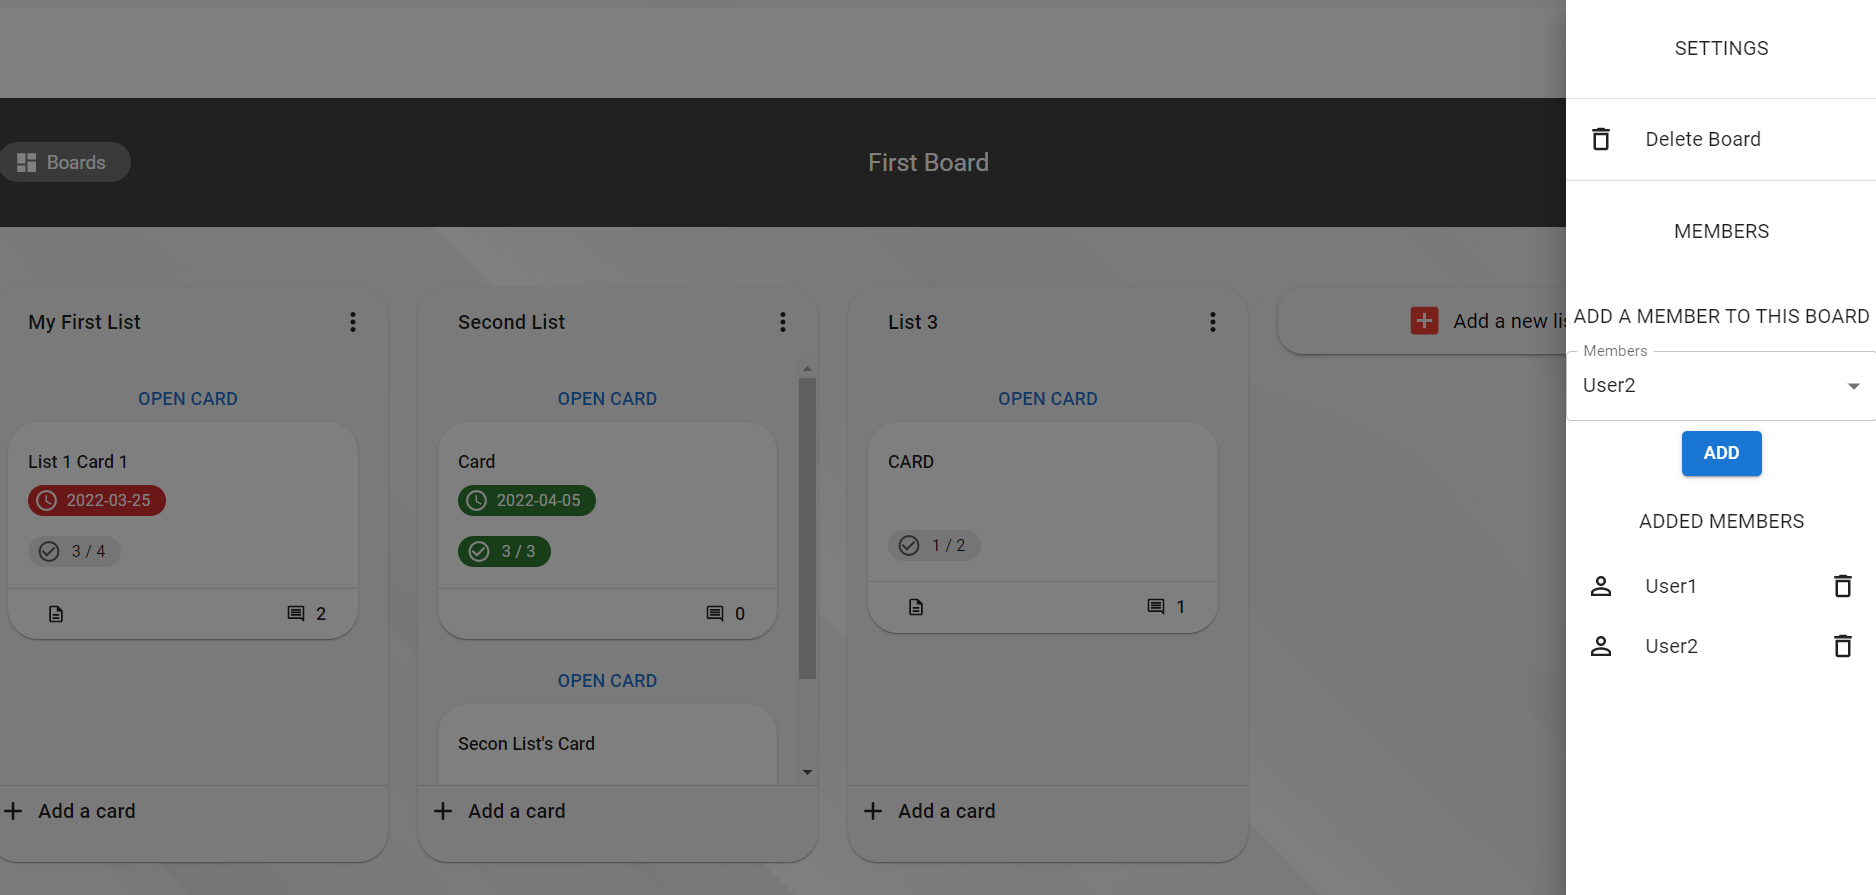 Boards
First Board
My First List
OPEN CARD
List 1 Card 1
2022-03-25
3 / 4
2
Add a card
Second List
OPEN CARD
Card
2022-04-05
3 / 3
0
OPEN CARD
Secon List's Card
Add a card
List 3
OPEN CARD
CARD
1 / 2
1
Add a card
Add a new lis
SETTINGS
Delete Board
MEMBERS
ADD A MEMBER TO THIS BOARD
Members
User2
ADD
ADDED MEMBERS
User1
User2